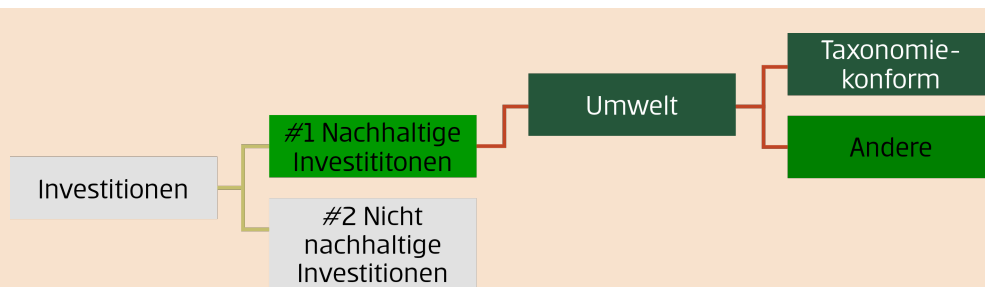 Taxonomie-
konform
Umwelt
Andere
#1 Nachhaltige
Investititonen
Investitionen
#2 Nicht
nachhaltige
Investitionen